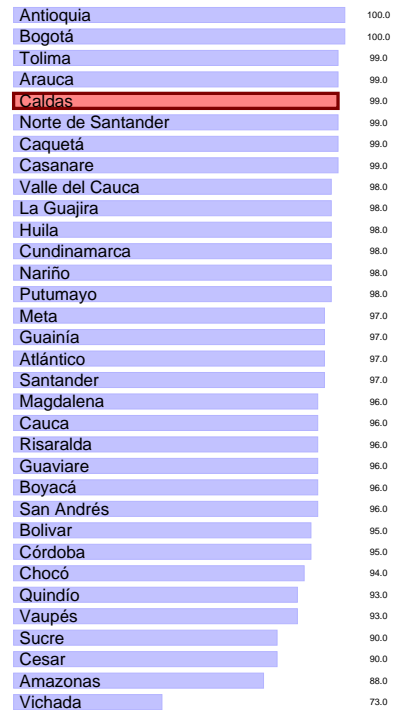 Antioquia 100.0
Bogotá 100.0
Tolima 99.0
Arauca 99.0
Caldas 99.0
Norte de Santander 99.0
Caquetá 99.0
Casanare 99.0
Valle del Cauca 98.0
La Guajira 98.0
Huila 98.0
Cundinamarca 98.0
Nariño 98.0
Putumayo 98.0
Meta 97.0
Guainía 97.0
Atlántico 97.0
Santander 97.0
Magdalena 96.0
Cauca 96.0
Risaralda 96.0
Guaviare 96.0
Boyacá 96.0
San Andrés 96.0
Bolivar 95.0
Córdoba 95.0
Chocó 94.0
Quindío 93.0
Vaupés 93.0
Sucre 90.0
Cesar 90.0
Amazonas 88.0
Vichada 73.0